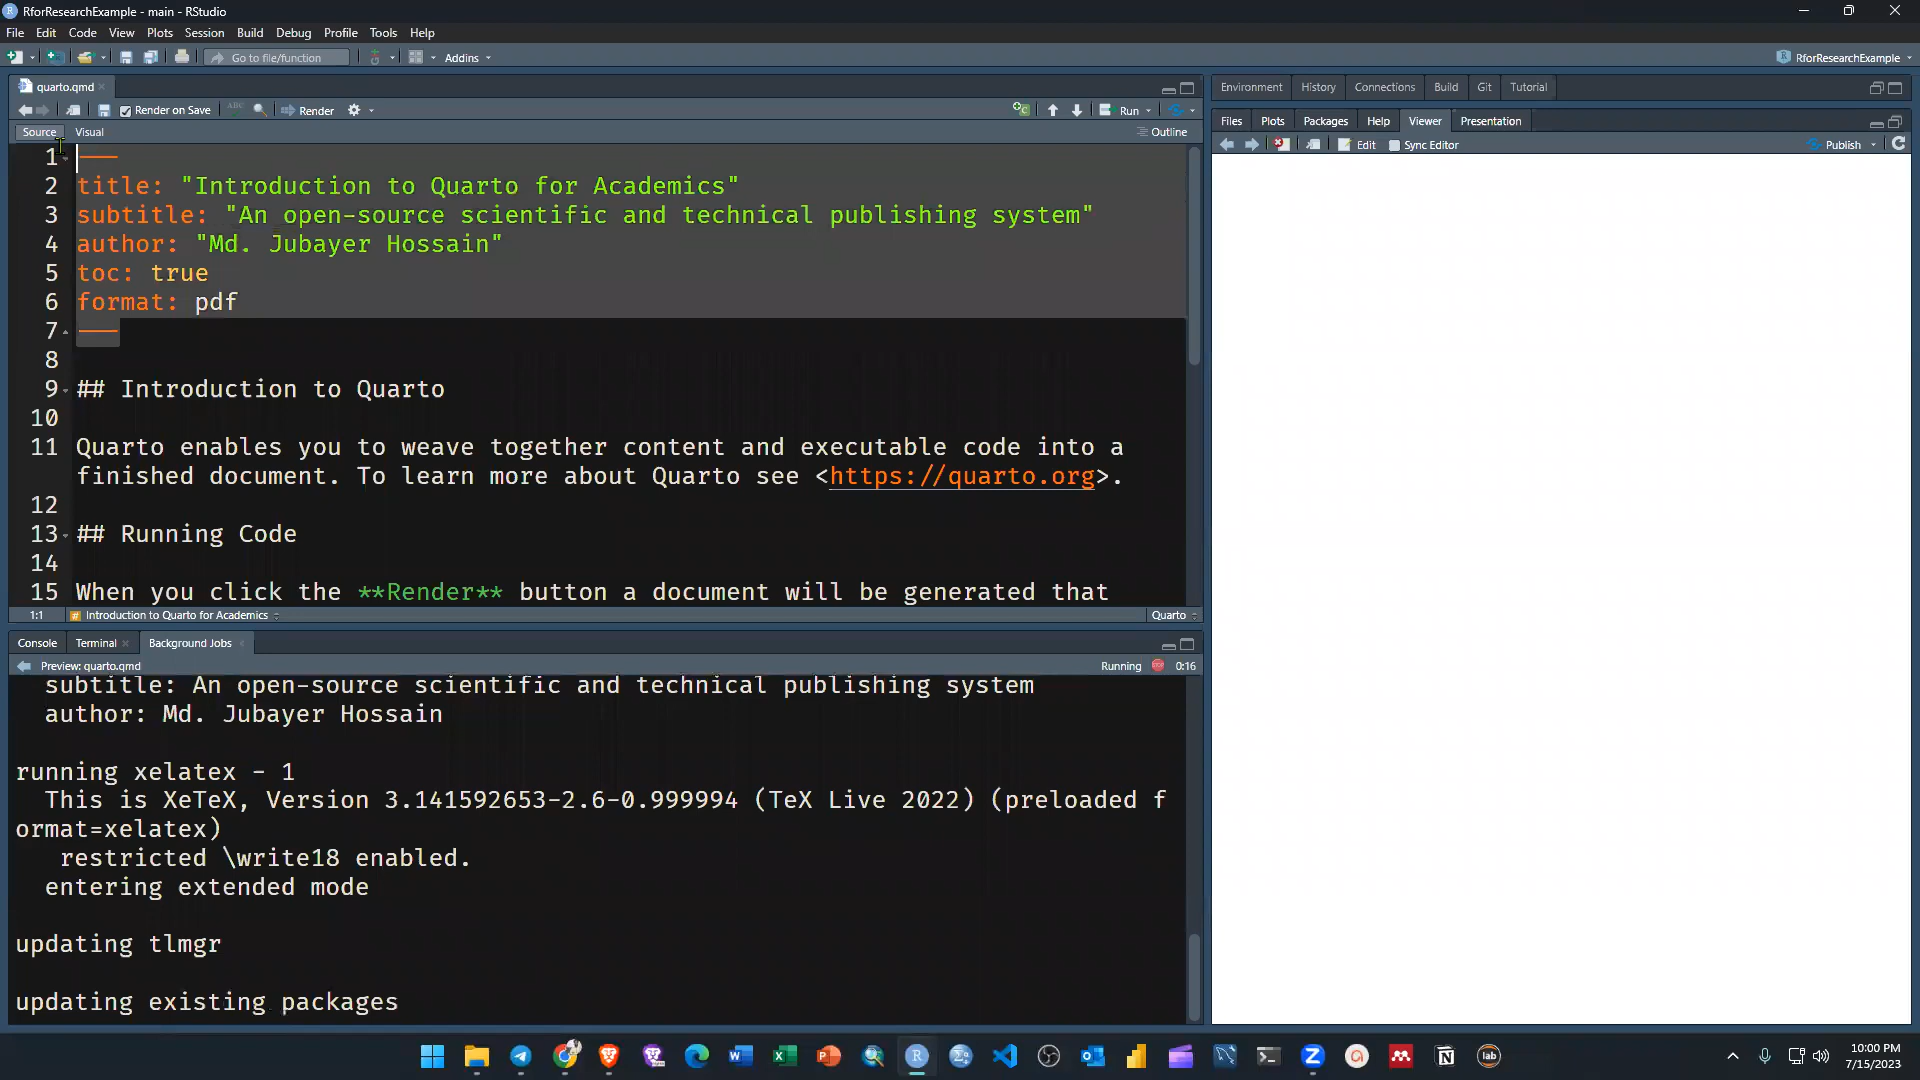 RforResearchExample - main - RStudio
File Edit Code View Plots Session Build Debug Profile Tools Help
Go to file/function Addins RforResearchExample
quarto.qmd
Render on Save ABC Render Run
Source Visual Outline
1 ---
2 title: "Introduction to Quarto for Academics"
3 subtitle: "An open-source scientific and technical publishing system"
4 author: "Md. Jubayer Hossain"
5 toc: true
6 format: pdf
7 ---
8
9 ## Introduction to Quarto
10
11 Quarto enables you to weave together content and executable code into a
finished document. To learn more about Quarto see <https://quarto.org>.
12
13 ## Running Code
14
15 When you click the **Render** button a document will be generated that
1:1 Introduction to Quarto for Academics Quarto
Console Terminal Background Jobs
Preview: quarto.qmd Running STOP 0:16
subtitle: An open-source scientific and technical publishing system
author: Md. Jubayer Hossain
running xelatex - 1
This is XeTeX, Version 3.141592653-2.6-0.999994 (TeX Live 2022) (preloaded f
ormat=xelatex)
restricted \write18 enabled.
entering extended mode
updating tlmgr
updating existing packages
Environment History Connections Build Git Tutorial
Files Plots Packages Help Viewer Presentation
Edit Sync Editor Publish
lab
10:00 PM
7/15/2023